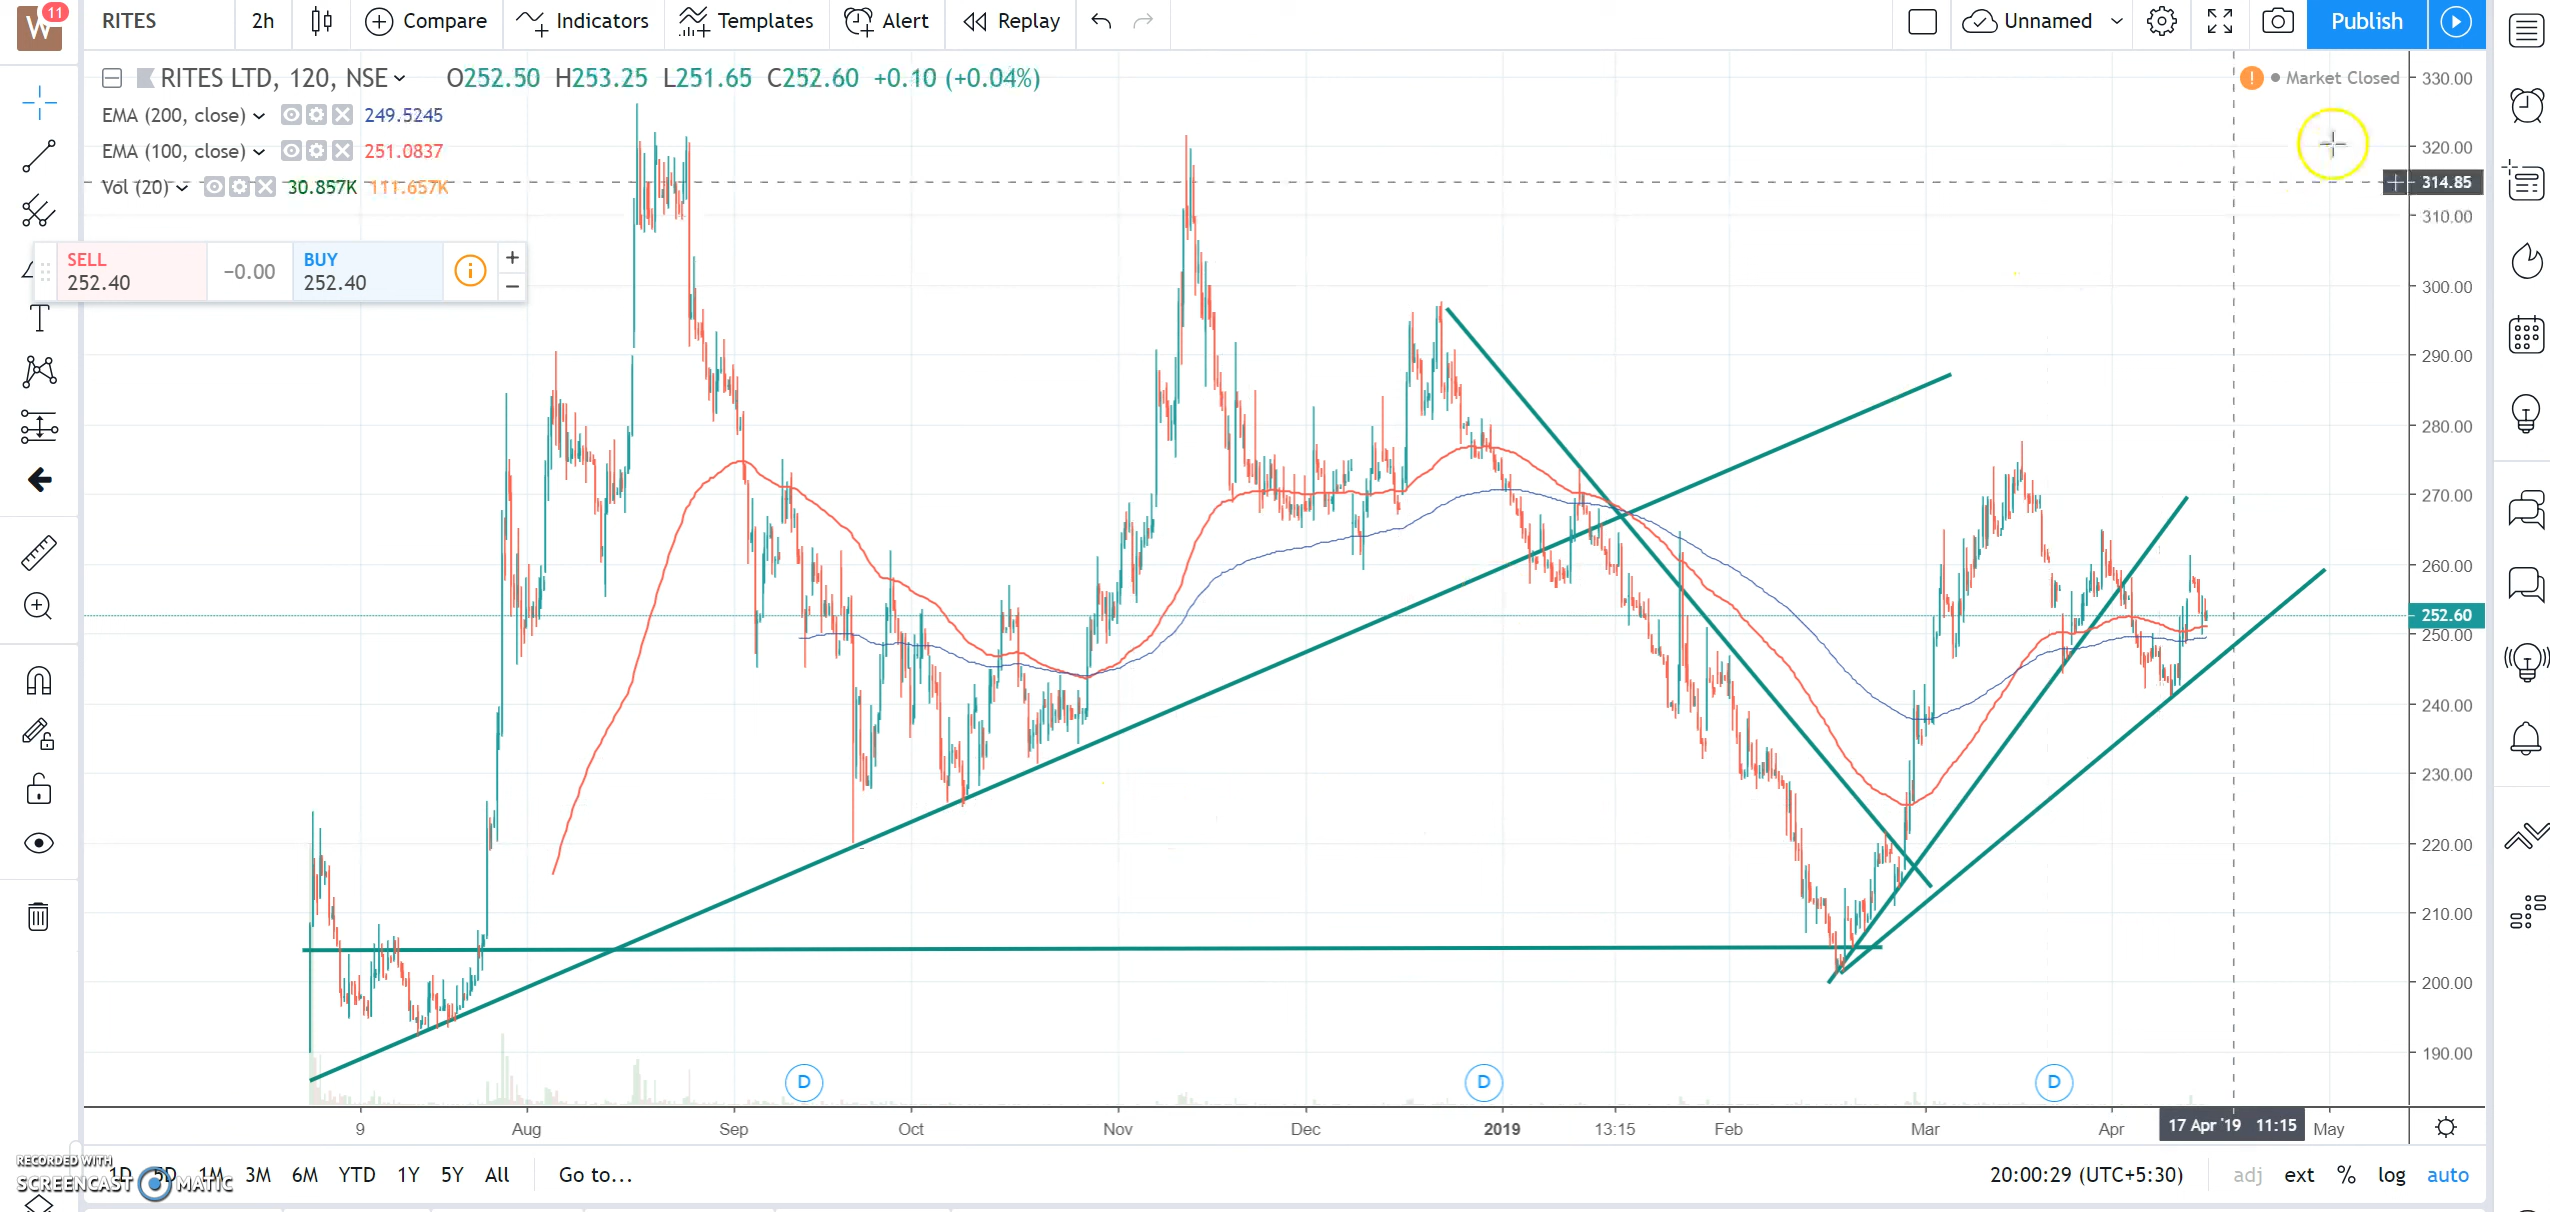 W 11 RITES 2h Compare Indicators Templates Alert Replay Unnamed Publish
RITES LTD, 120, NSE O252.50 H253.25 L251.65 C252.60 +0.10 (+0.04%) Market Closed
EMA (200, close) 249.5245
EMA (100, close) 251.0837
Vol (20) 30.857K 111.657K
SELL
252.40
−0.00
BUY
252.40
330.00
320.00
314.85
310.00
300.00
290.00
280.00
270.00
260.00
252.60
250.00
240.00
230.00
220.00
210.00
200.00
190.00
D D D
9 Aug Sep Oct Nov Dec 2019 13:15 Feb Mar Apr 17 Apr '19 11:15 May
RECORDED WITH
SCREENCAST MATIC
1D 5D 1M 3M 6M YTD 1Y 5Y All Go to... 20:00:29 (UTC+5:30) adj ext % log auto